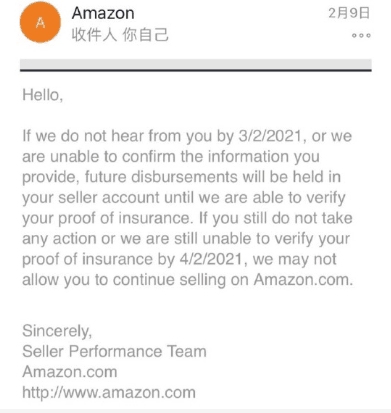 A
Amazon
2月9日
收件人 你自己
Hello,
If we do not hear from you by 3/2/2021, or we
are unable to confirm the information you
provide, future disbursements will be held in
your seller account until we are able to verify
your proof of insurance. If you still do not take
any action or we are still unable to verify your
proof of insurance by 4/2/2021, we may not
allow you to continue selling on Amazon.com.
Sincerely,
Seller Performance Team
Amazon.com
http://www.amazon.com